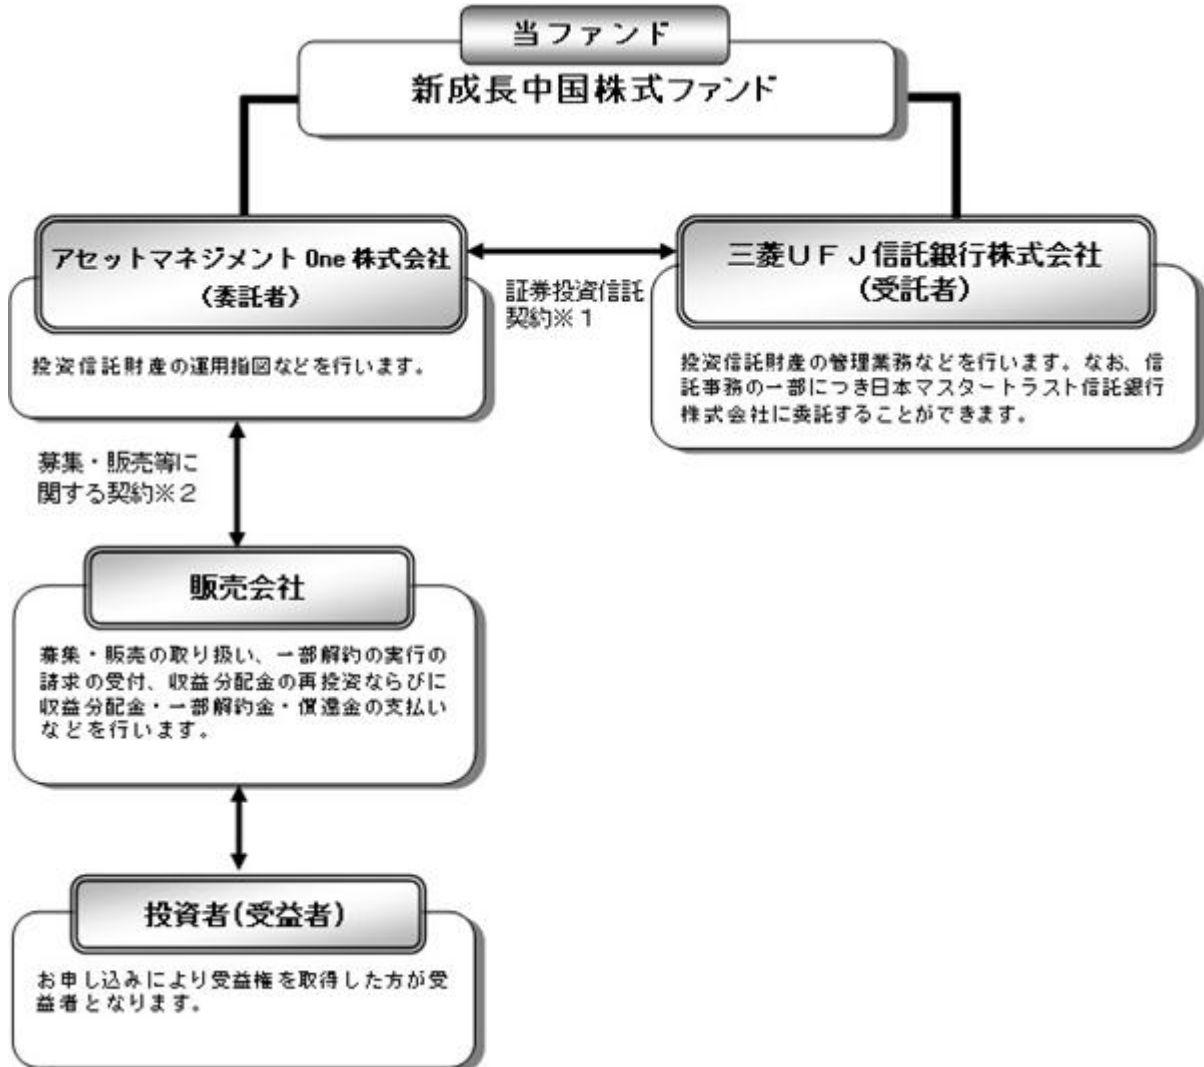 当ファンド
新成長中国株式ファンド
アセットマネジメント One 株式会社
(委託者)
投資信託財産の運用指図などを行います。
証券投資信託
契約※1
三菱UFJ信託銀行株式会社
(受託者)
投資信託財産の管理業務などを行います。なお、信
託事務の一部につき日本マスタートラスト信託銀行
株式会社に委託することができます。
募集・販売等に
関する契約※2
販売会社
募集・販売の取り扱い、一部解約の実行の
請求の受付、収益分配金の再投資ならびに
収益分配金・一部解約金・償還金の支払い
などを行います。
投資者(受益者)
お申し込みにより受益権を取得した方が受
益者となります。